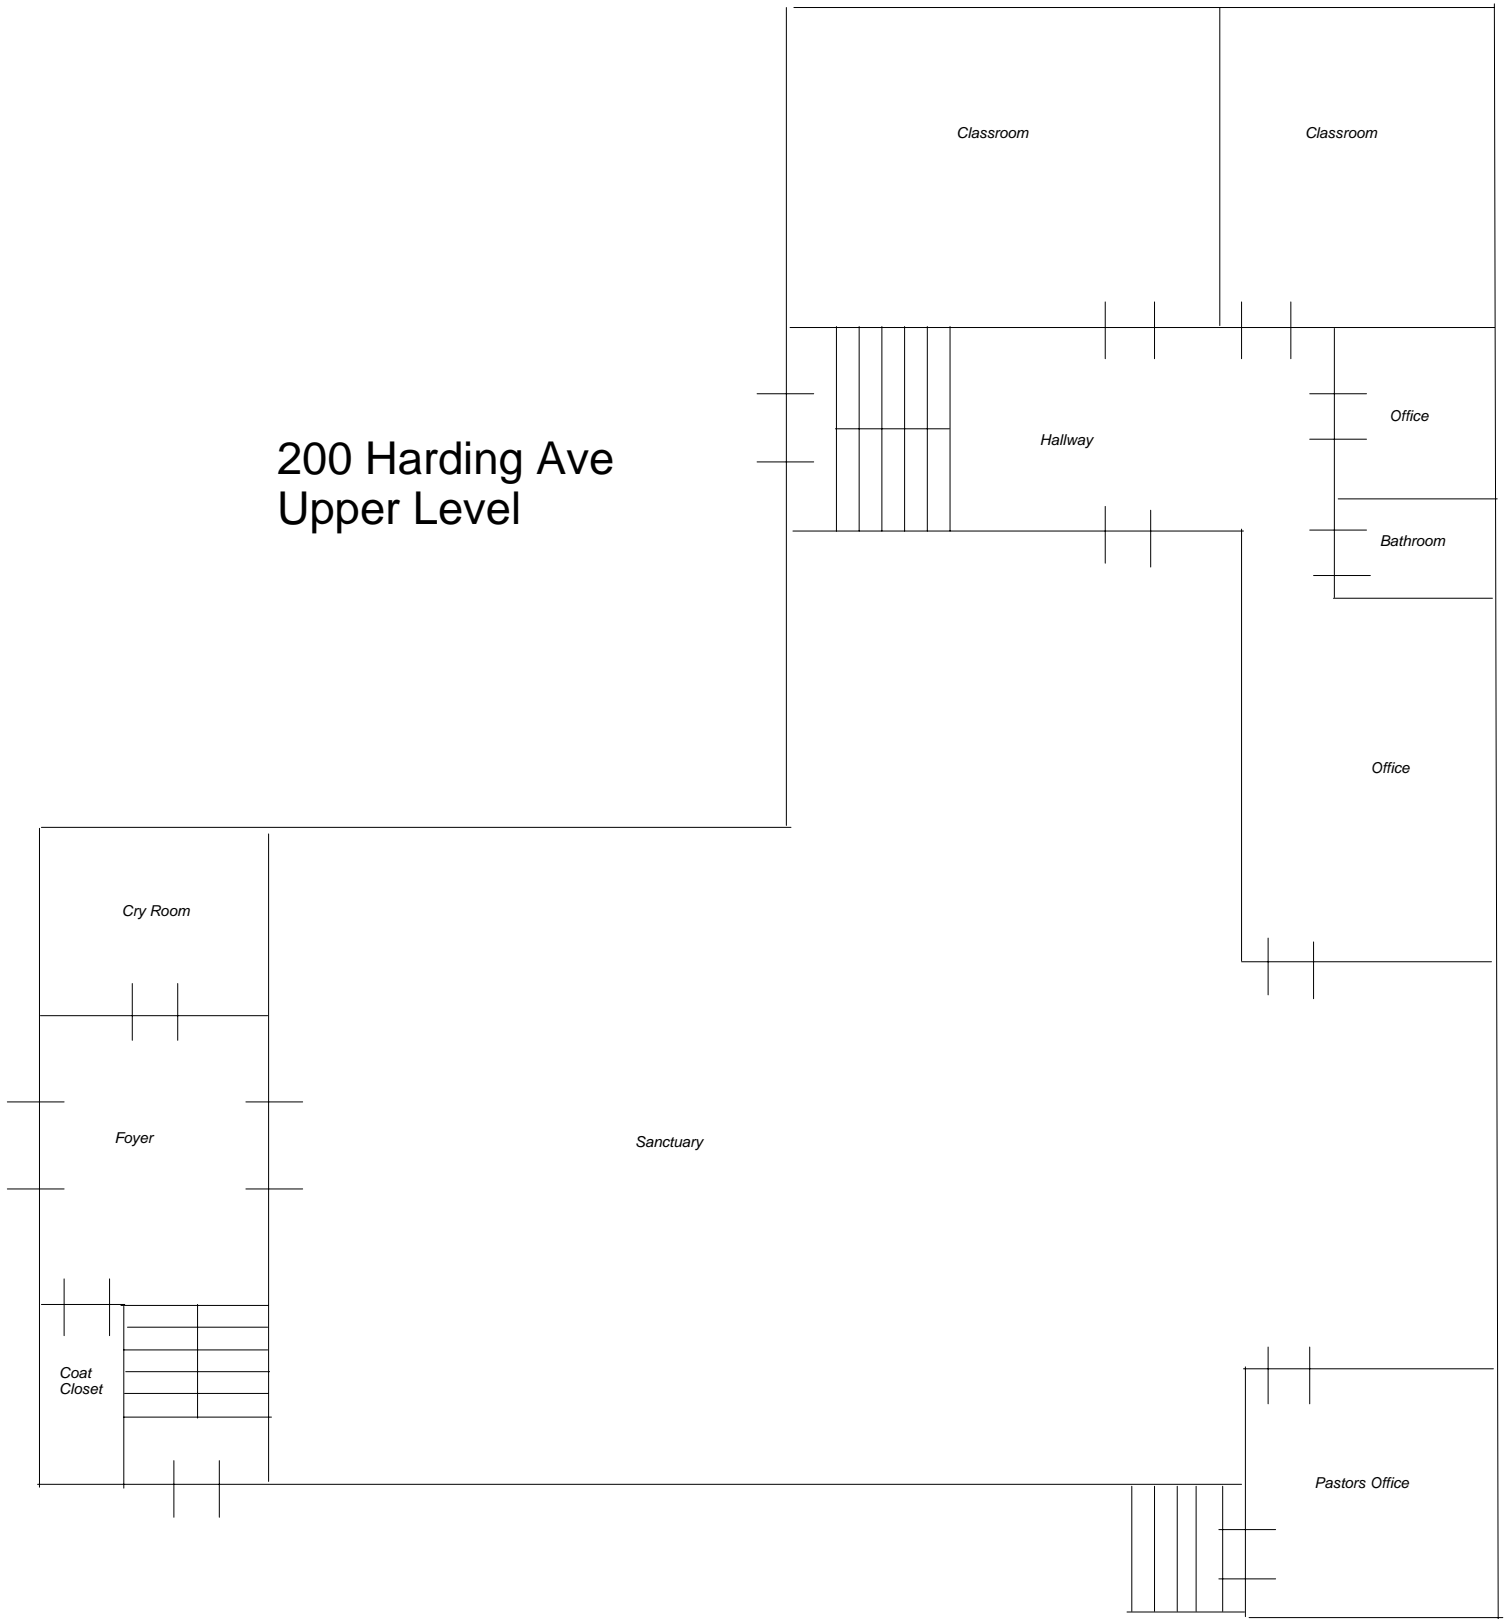 Classroom
Classroom
Office
Hallway
200 Harding Ave
Upper Level
Bathroom
Office
Cry Room
Foyer
Sanctuary
Coat
Closet
Pastors Office